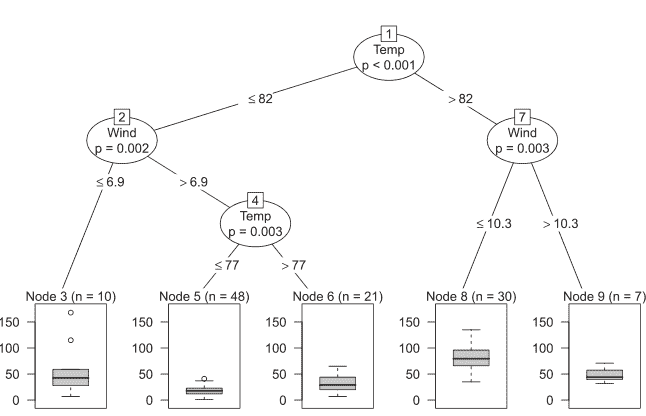 1
Temp
p < 0.001
≤ 82
> 82
2
Wind
p = 0.002
7
Wind
p = 0.003
≤ 6.9
> 6.9
4
Temp
p = 0.003
≤ 10.3
> 10.3
≤ 77
> 77
Node 3 (n = 10)
Node 5 (n = 48)
Node 6 (n = 21)
Node 8 (n = 30)
Node 9 (n = 7)
150
100
50
0
150
100
50
0
150
100
50
0
150
100
50
0
150
100
50
0